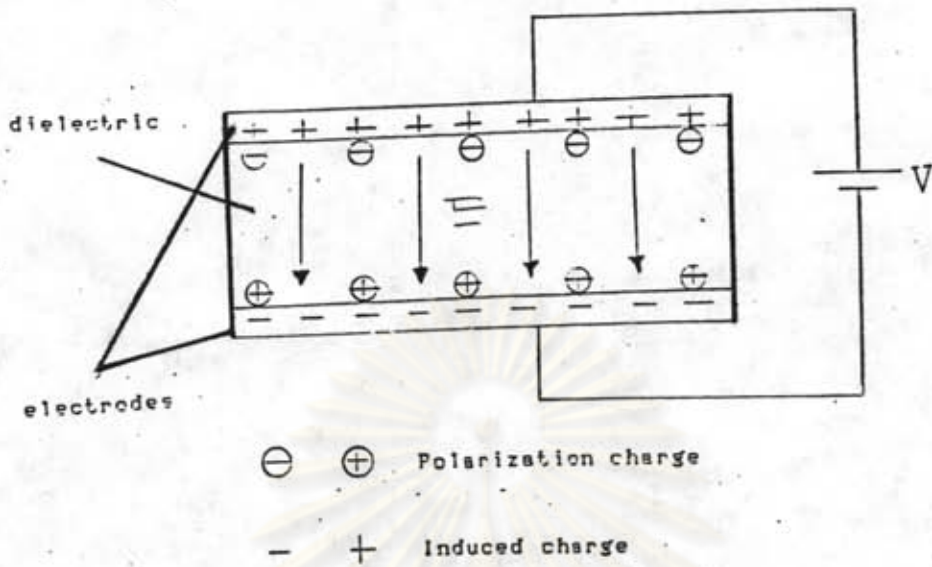 dielectric
+ + + + + + + + +
⊖ ⊖ ⊖ ⊖ ⊖
E
V
⊕ ⊕ ⊕ ⊕ ⊕
− − − − − − − − −
electrodes
⊖ ⊕ Polarization charge
− + Induced charge